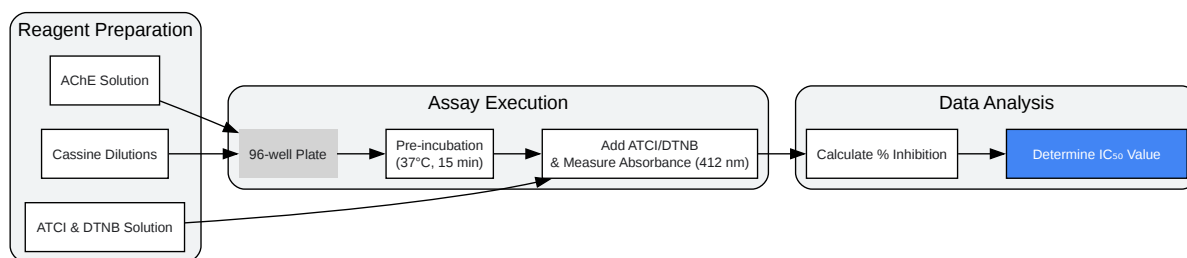 Reagent Preparation
AChE Solution
Cassine Dilutions
ATCI & DTNB Solution
Assay Execution
96-well Plate
Pre-incubation
(37°C, 15 min)
Add ATCI/DTNB
& Measure Absorbance (412 nm)
Data Analysis
Calculate % Inhibition
Determine IC₅₀ Value